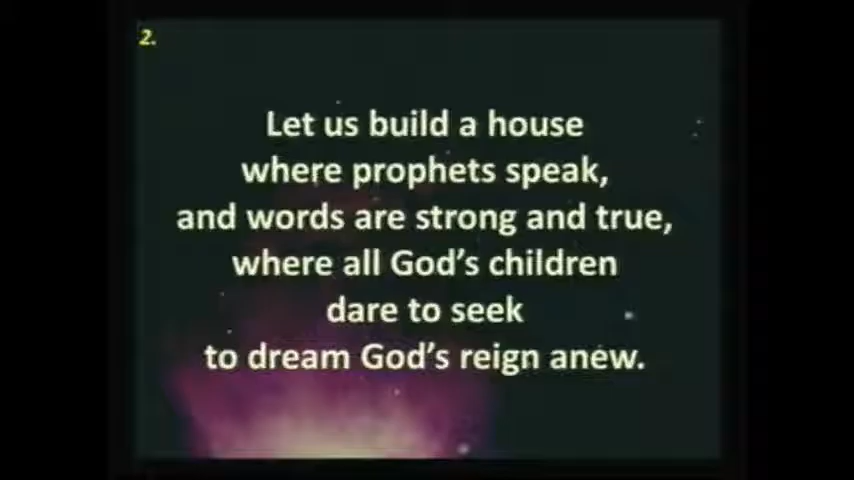 2.
Let us build a house
where prophets speak,
and words are strong and true,
where all God's children
dare to seek
to dream God's reign anew.